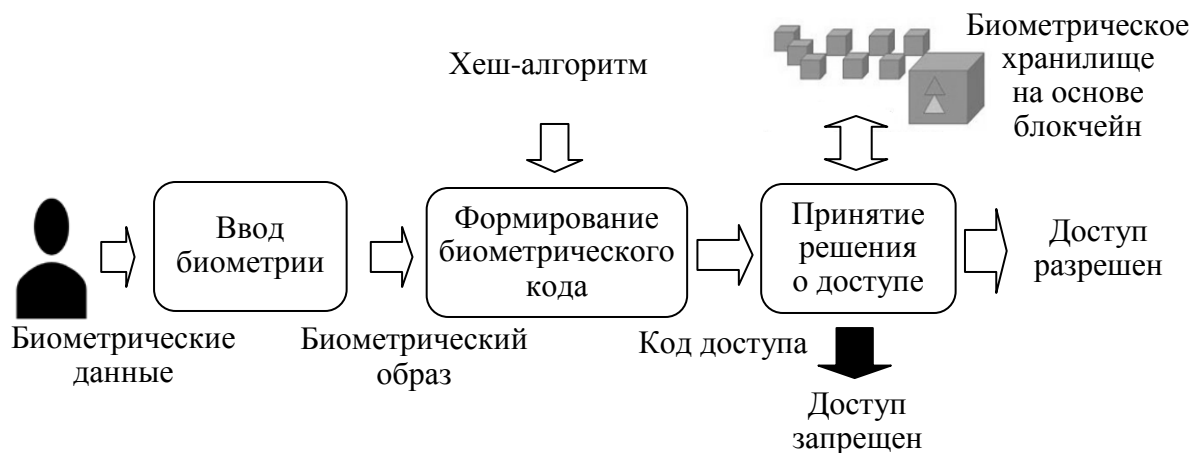 Хеш-алгоритм
Биометрическое
хранилище
на основе
блокчейн
Ввод
биометрии
Формирование
биометрического
кода
Принятие
решения
о доступе
Доступ
разрешен
Биометрические
данные
Биометрический
образ
Код доступа
Доступ
запрещен